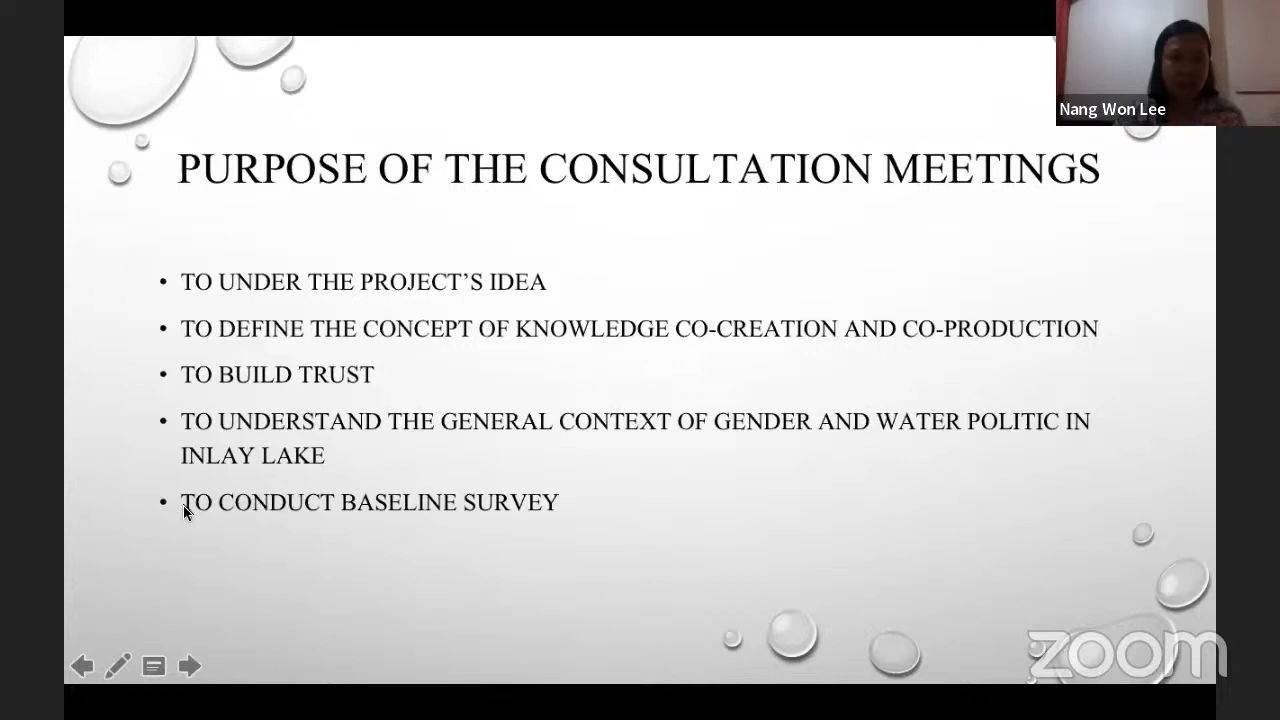 Nang Won Lee
PURPOSE OF THE CONSULTATION MEETINGS
• TO UNDER THE PROJECT’S IDEA
• TO DEFINE THE CONCEPT OF KNOWLEDGE CO-CREATION AND CO-PRODUCTION
• TO BUILD TRUST
• TO UNDERSTAND THE GENERAL CONTEXT OF GENDER AND WATER POLITIC IN
INLAY LAKE
• TO CONDUCT BASELINE SURVEY
zoom